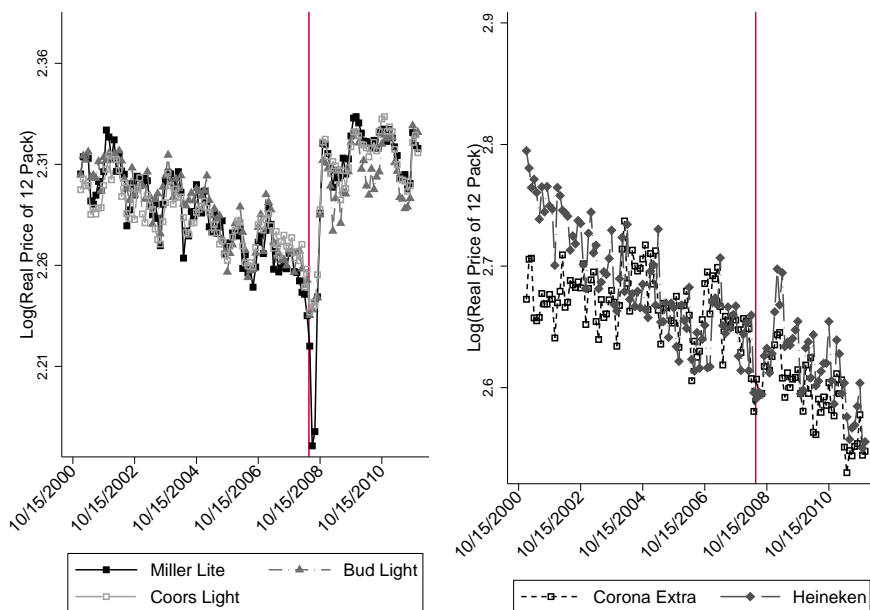 Log(Real Price of 12 Pack)
2.36
2.31
2.26
2.21
10/15/2000
10/15/2002
10/15/2004
10/15/2006
10/15/2008
10/15/2010
Miller Lite
Bud Light
Coors Light
Log(Real Price of 12 Pack)
2.9
2.8
2.7
2.6
10/15/2000
10/15/2002
10/15/2004
10/15/2006
10/15/2008
10/15/2010
Corona Extra
Heineken